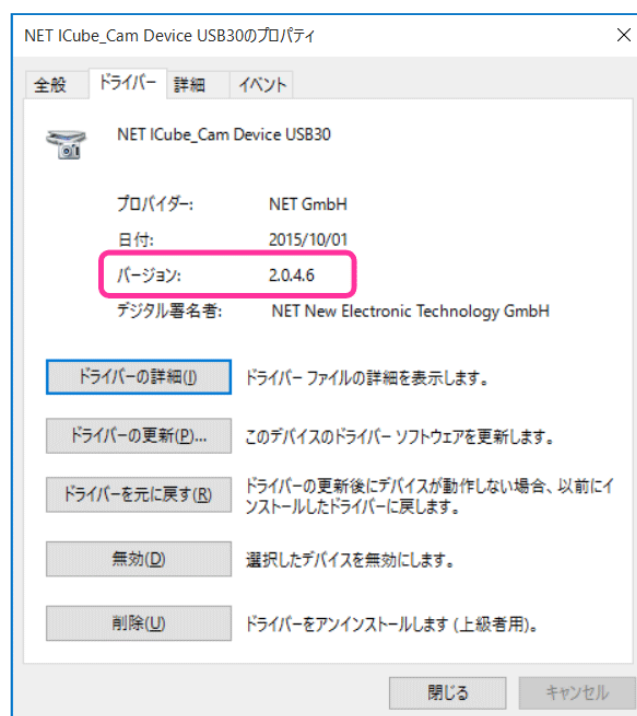 NET ICube_Cam Device USB30のプロパティ
全般 ドライバー 詳細 イベント
NET ICube_Cam Device USB30
プロバイダー: NET GmbH
日付: 2015/10/01
バージョン: 2.0.4.6
デジタル署名者: NET New Electronic Technology GmbH
ドライバーの詳細(I) ドライバー ファイルの詳細を表示します。
ドライバーの更新(P)... このデバイスのドライバー ソフトウェアを更新します。
ドライバーを元に戻す(R) ドライバーの更新後にデバイスが動作しない場合、以前にイ
ンストールしたドライバーに戻します。
無効(D) 選択したデバイスを無効にします。
削除(U) ドライバーをアンインストールします (上級者用)。
閉じる キャンセル